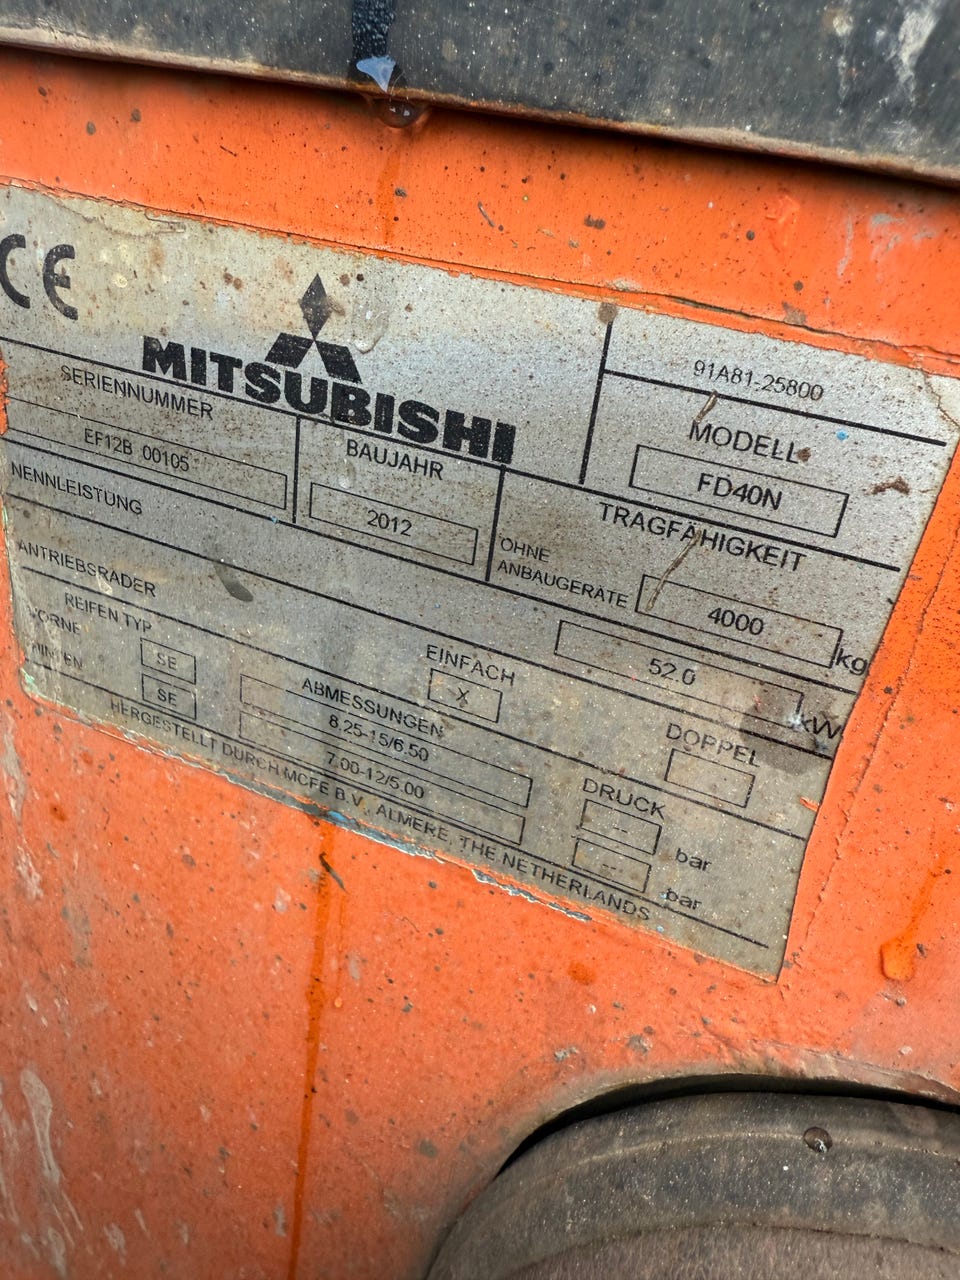 CE
MITSUBISHI
91A81-25800
MODELL
FD40N
SERIENNUMMER
EF12B 00105
BAUJAHR
2012
TRAGFÄHIGKEIT
OHNE
ANBAUGERÄTE
4000 kg
NENNLEISTUNG
52.0 kW
ANTRIEBSRÄDER
EINFACH
X
DOPPEL
REIFEN TYP
ABMESSUNGEN
DRUCK
VORNE
SE
8.25-15/6.50
-- bar
HINTEN
SE
7.00-12/5.00
-- bar
HERGESTELLT DURCH MCFE B.V., ALMERE, THE NETHERLANDS